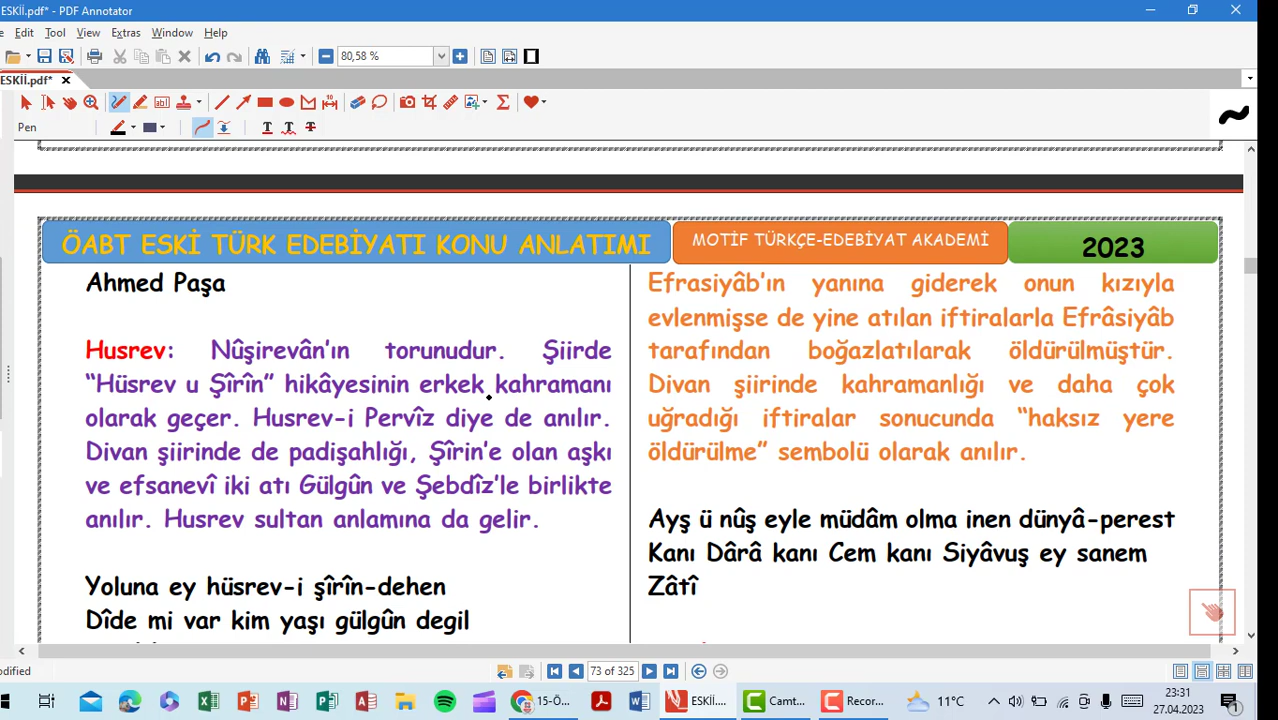 ESKİİ.pdf* - PDF Annotator
Edit Tool View Extras Window Help
80,58 %
ESKİİ.pdf*
Pen
ÖABT ESKİ TÜRK EDEBİYATI KONU ANLATIMI
MOTİF TÜRKÇE-EDEBİYAT AKADEMİ
2023
Ahmed Paşa
Husrev: Nûşirevân’ın torunudur. Şiirde
“Hüsrev u Şîrîn” hikâyesinin erkek kahramanı
olarak geçer. Husrev-i Pervîz diye de anılır.
Divan şiirinde de padişahlığı, Şîrin’e olan aşkı
ve efsanevî iki atı Gülgûn ve Şebdîz’le birlikte
anılır. Husrev sultan anlamına da gelir.
Yoluna ey hüsrev-i şîrîn-dehen
Dîde mi var kim yaşı gülgûn degil
Efrasiyâb’ın yanına giderek onun kızıyla
evlenmişse de yine atılan iftiralarla Efrâsiyâb
tarafından boğazlatılarak öldürülmüştür.
Divan şiirinde kahramanlığı ve daha çok
uğradığı iftiralar sonucunda “haksız yere
öldürülme” sembolü olarak anılır.
Ayş ü nûş eyle müdâm olma inen dünyâ-perest
Kanı Dârâ kanı Cem kanı Siyâvuş ey sanem
Zâtî
odified
73 of 325
15-Ö...
ESKİİ....
Camt...
Recor...
11°C
23:31
27.04.2023